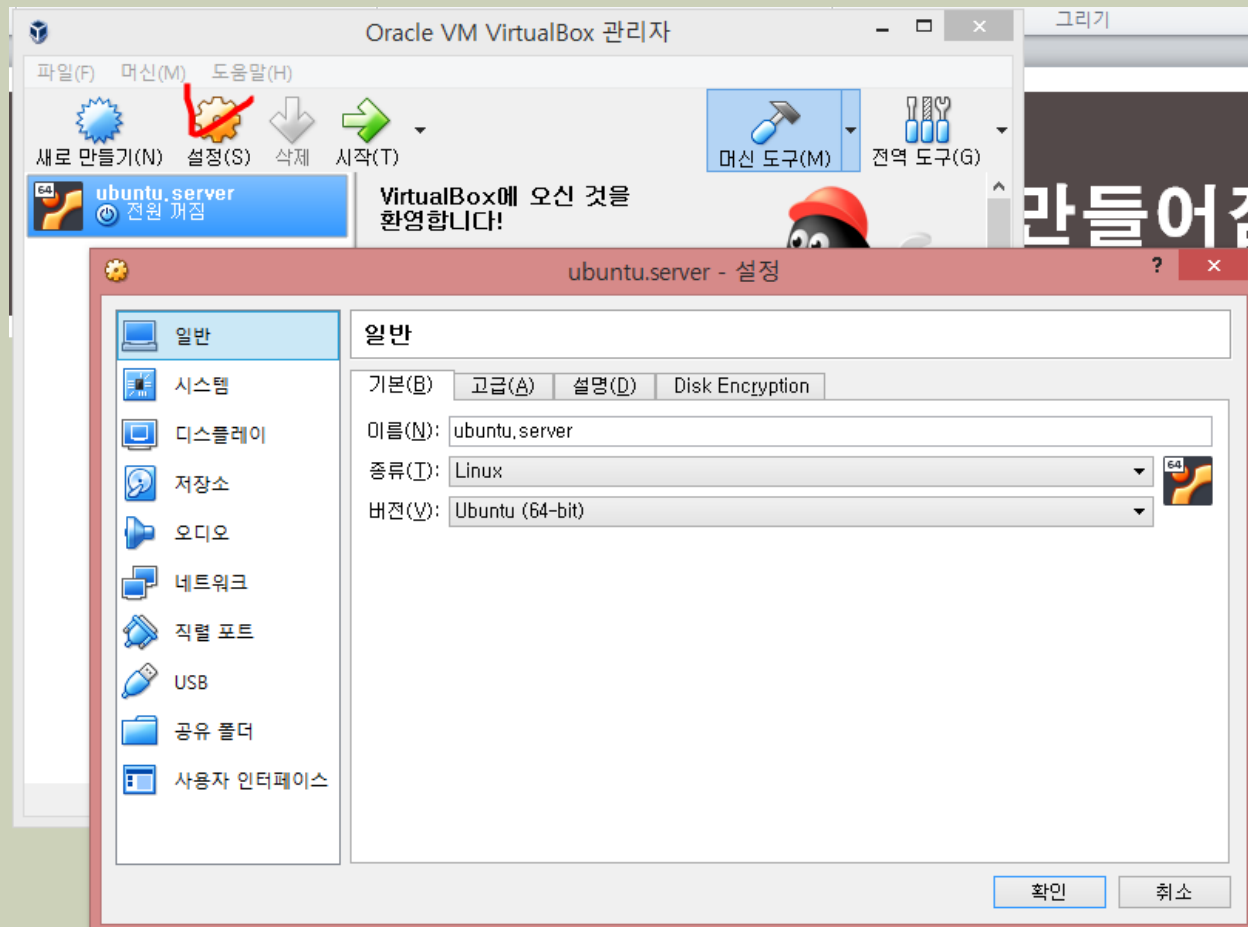 그리기
Oracle VM VirtualBox 관리자
파일(F) 머신(M) 도움말(H)
새로 만들기(N) 설정(S) 삭제 시작(T) 머신 도구(M) 전역 도구(G)
64 ubuntu.server
전원 꺼짐
VirtualBox에 오신 것을
환영합니다!
만들어
ubuntu.server - 설정
?
일반
시스템
디스플레이
저장소
오디오
네트워크
직렬 포트
USB
공유 폴더
사용자 인터페이스
일반
기본(B) 고급(A) 설명(D) Disk Encryption
이름(N): ubuntu.server
종류(T): Linux
64
버전(V): Ubuntu (64-bit)
확인 취소